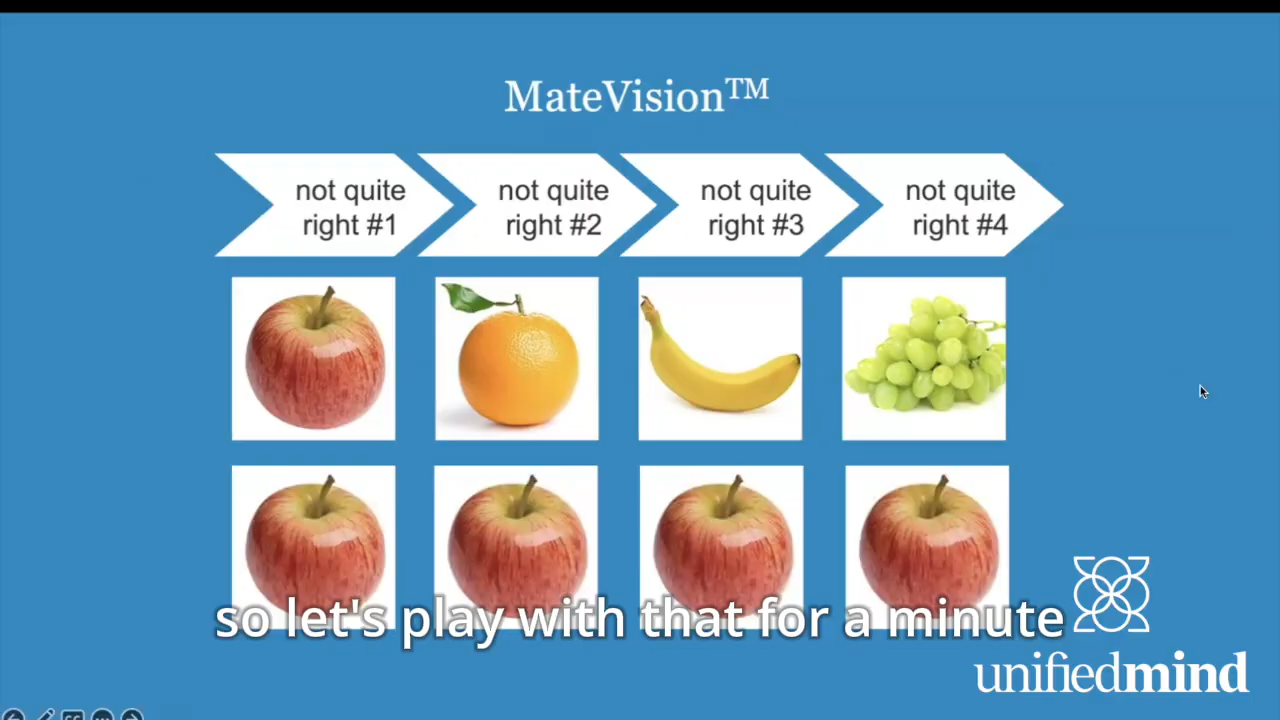 MateVision™
not quite
right #1
not quite
right #2
not quite
right #3
not quite
right #4
so let's play with that for a minute
unifiedmind